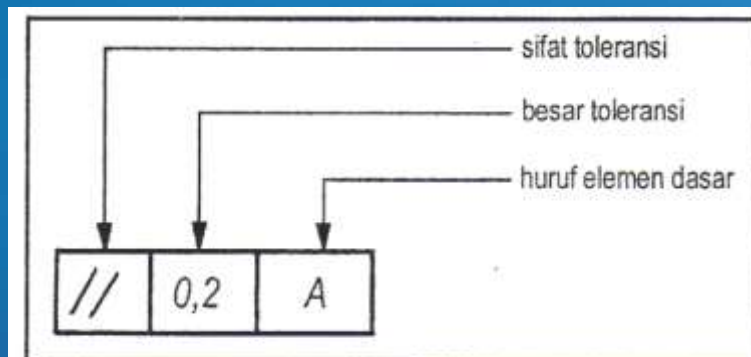 sifat toleransi
besar toleransi
huruf elemen dasar
// 0,2 A